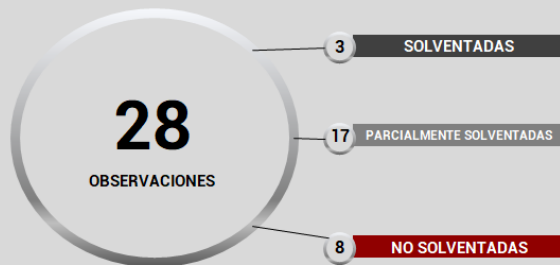 3 SOLVENTADAS
28
OBSERVACIONES
17 PARCIALMENTE SOLVENTADAS
8 NO SOLVENTADAS